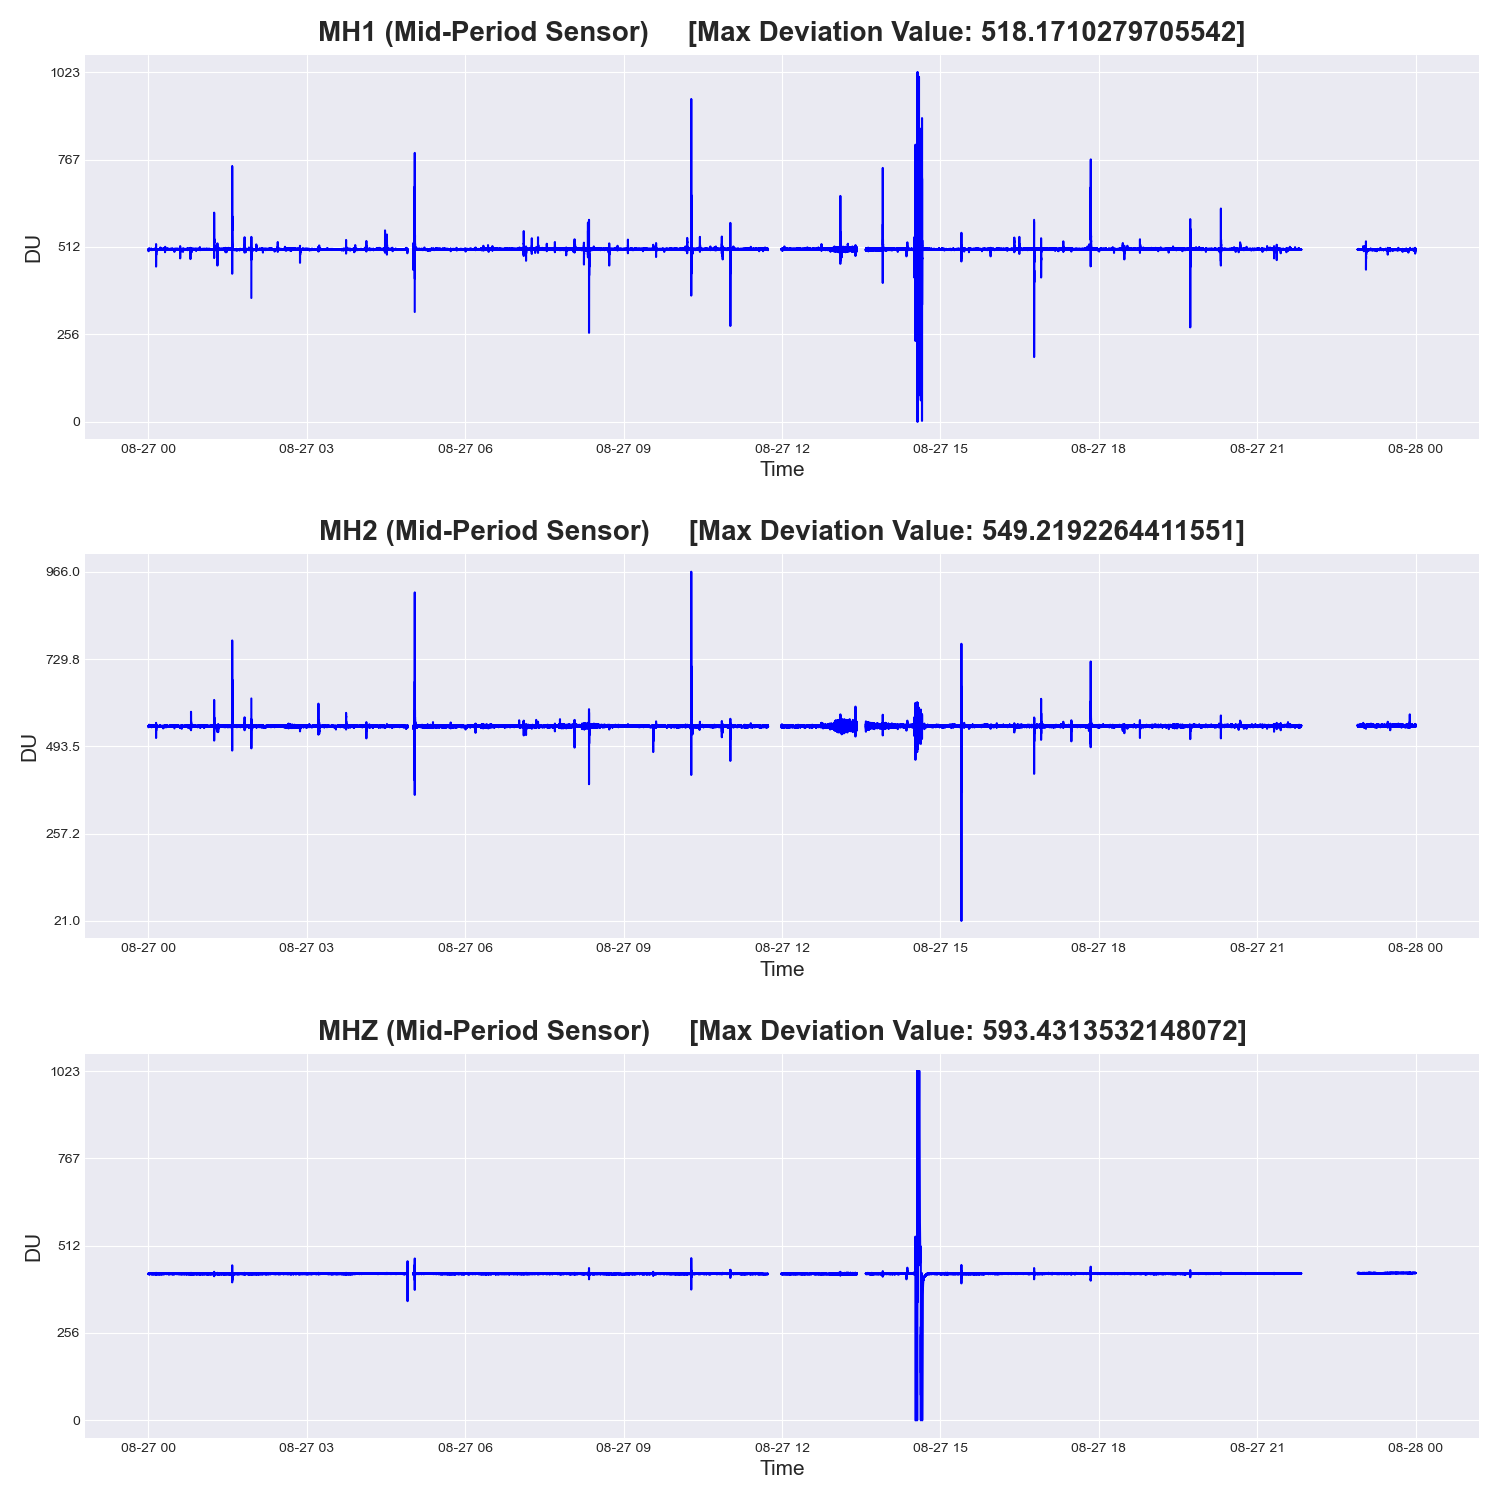 MH1 (Mid-Period Sensor) [Max Deviation Value: 518.1710279705542]
1023
767
512
256
0
DU
08-27 00 08-27 03 08-27 06 08-27 09 08-27 12 08-27 15 08-27 18 08-27 21 08-28 00
Time
MH2 (Mid-Period Sensor) [Max Deviation Value: 549.2192264411551]
966.0
729.8
493.5
257.2
21.0
DU
08-27 00 08-27 03 08-27 06 08-27 09 08-27 12 08-27 15 08-27 18 08-27 21 08-28 00
Time
MHZ (Mid-Period Sensor) [Max Deviation Value: 593.4313532148072]
1023
767
512
256
0
DU
08-27 00 08-27 03 08-27 06 08-27 09 08-27 12 08-27 15 08-27 18 08-27 21 08-28 00
Time